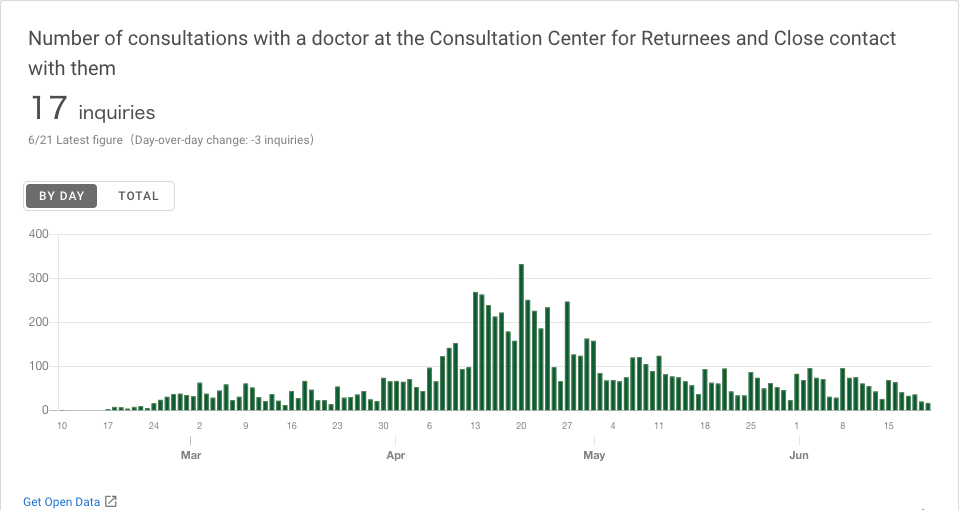 Number of consultations with a doctor at the Consultation Center for Returnees and Close contact
with them
17 inquiries
6/21 Latest figure（Day-over-day change: -3 inquiries）
BY DAY TOTAL
400
300
200
100
0
10 17 24 2 9 16 23 30 6 13 20 27 4 11 18 25 1 8 15
Mar Apr May Jun
Get Open Data